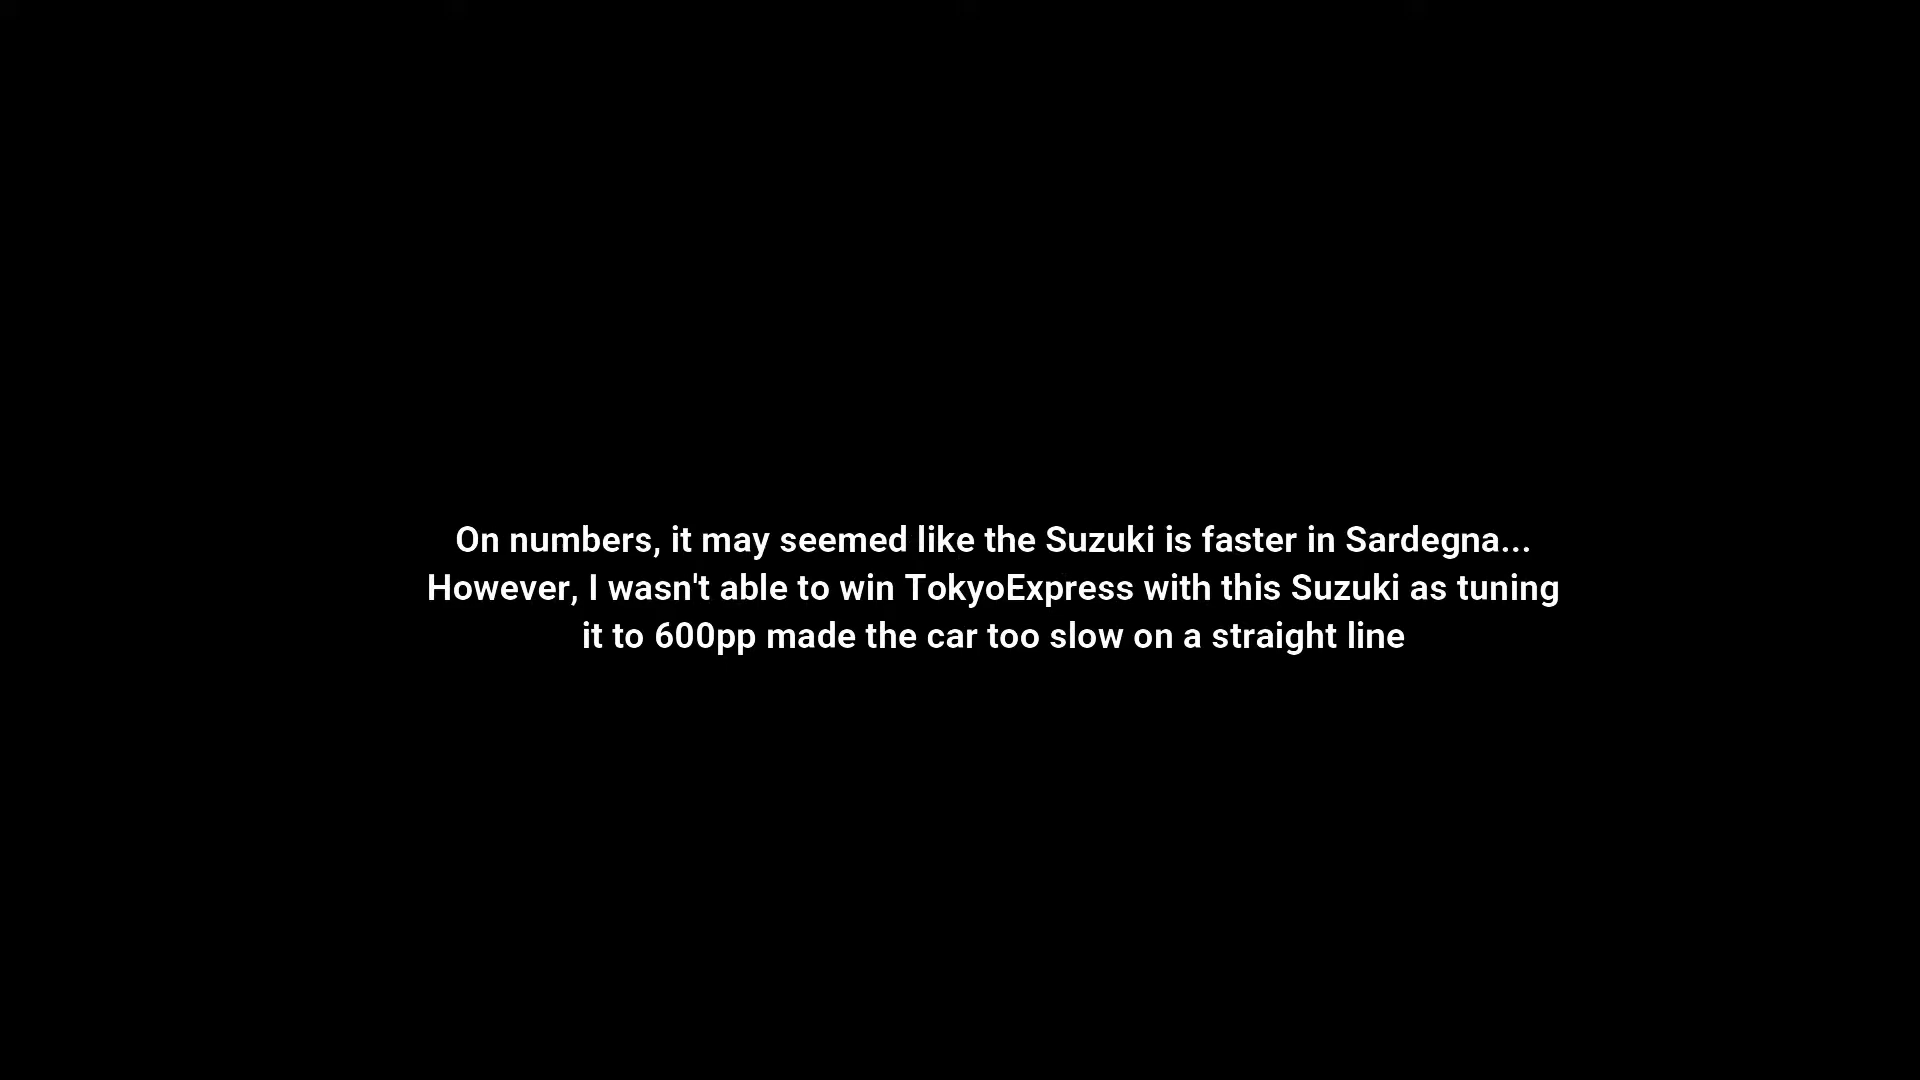 On numbers, it may seemed like the Suzuki is faster in Sardegna...
However, I wasn't able to win TokyoExpress with this Suzuki as tuning
it to 600pp made the car too slow on a straight line